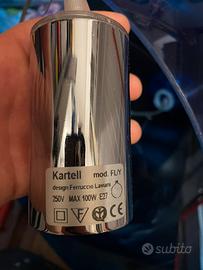 Kartell
mod. FL/Y
design Ferruccio Laviani
250V MAX 100W E27
subito